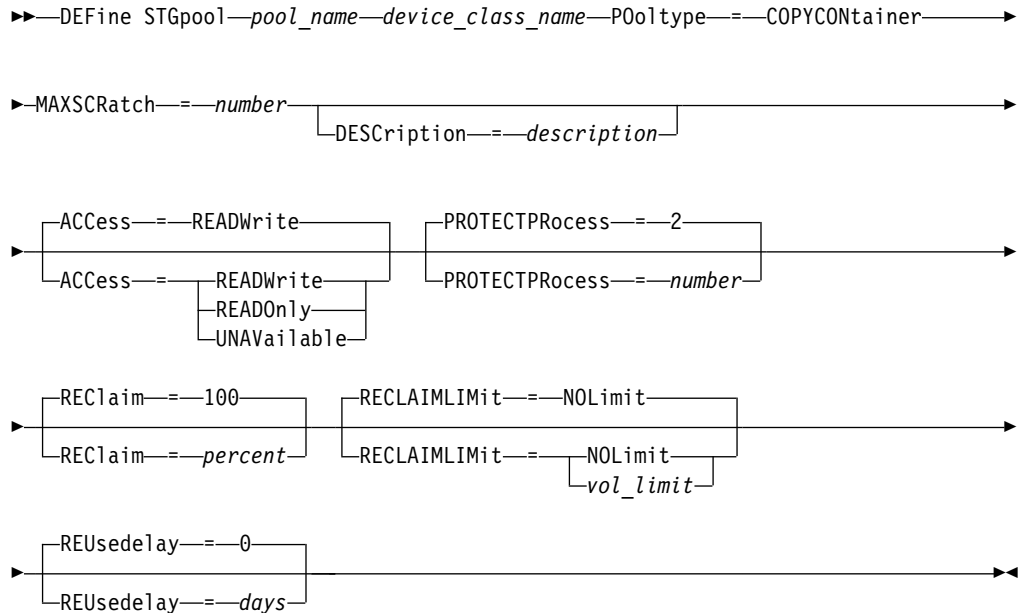 DEFine STGpool pool_name device_class_name POoltype = COPYCONtainer
MAXSCRatch = number
DESCription = description
ACCess = READWrite PROTECTPRocess = 2
ACCess = READWrite PROTECTPRocess = number
READOnly
UNAVailable
REClaim = 100 RECLAIMLIMit = NOLimit
REClaim = percent RECLAIMLIMit = NOLimit
vol_limit
REUsedelay = 0
REUsedelay = days